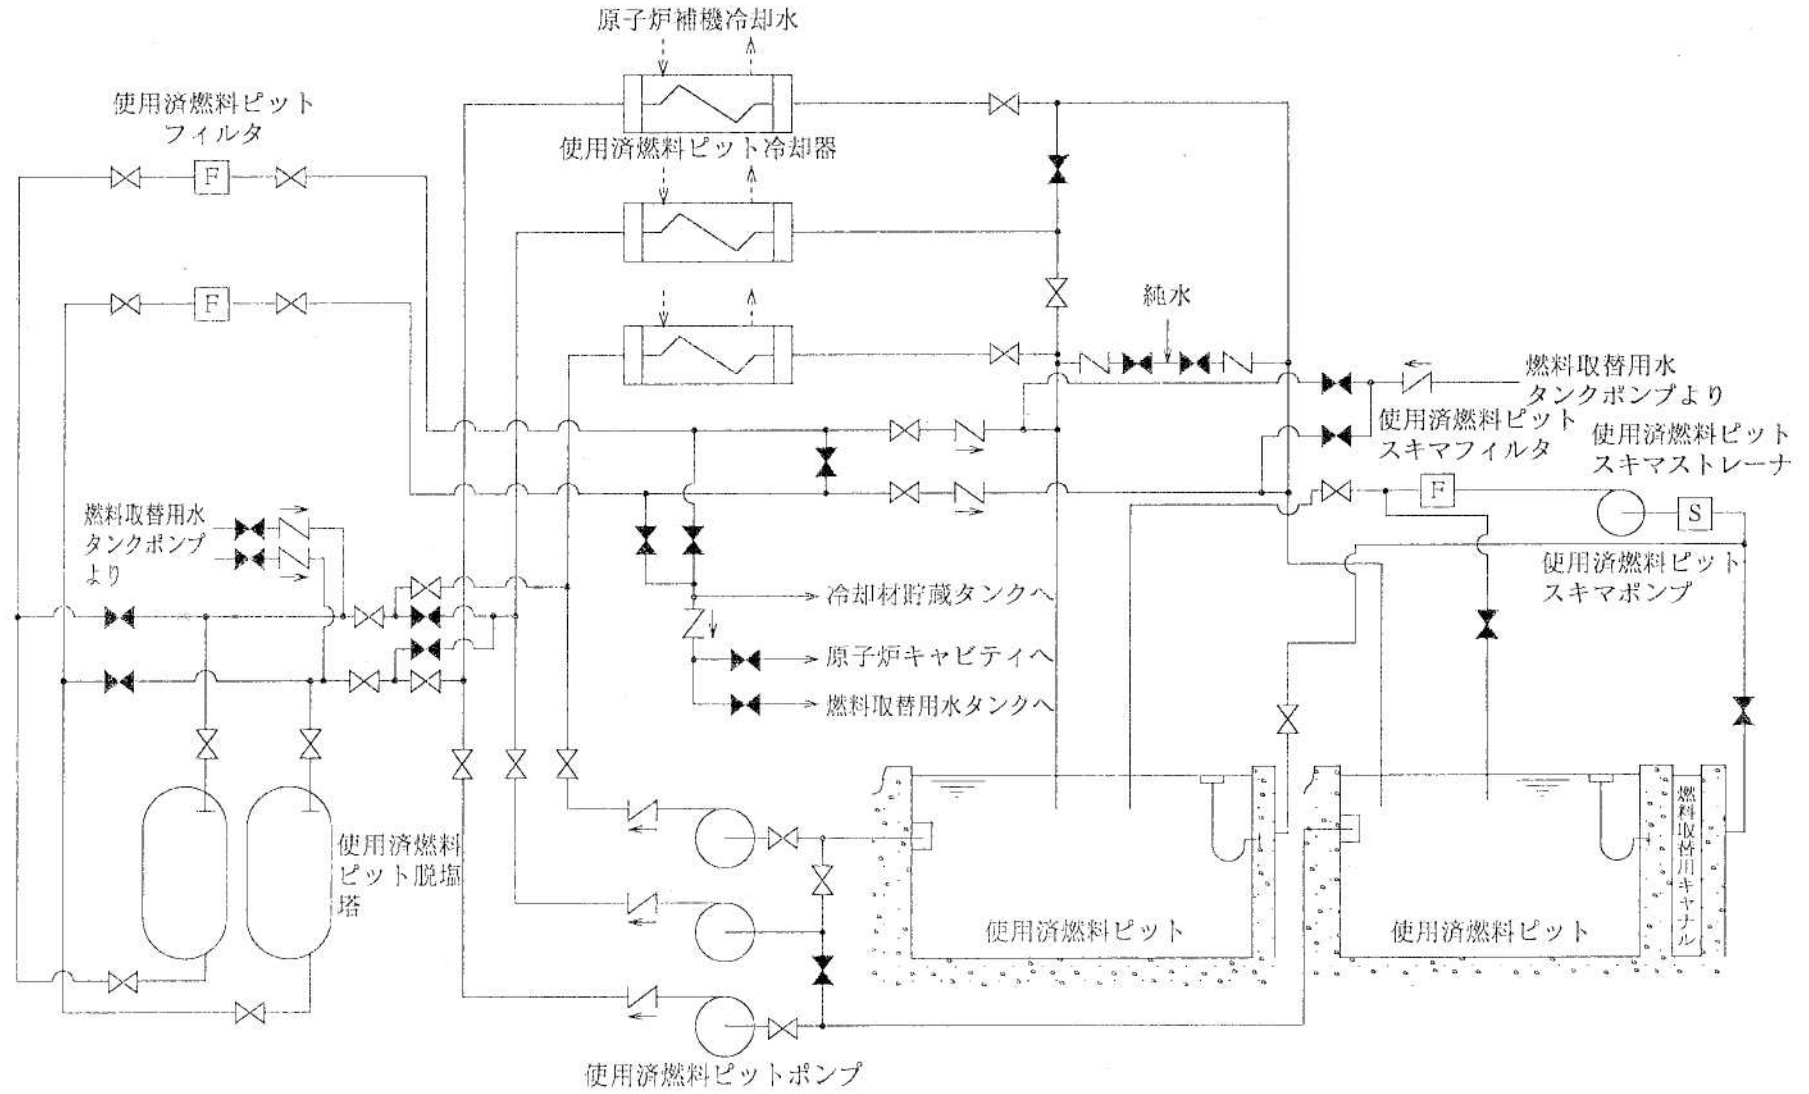 原子炉補機冷却水
使用済燃料ピット
フィルタ
使用済燃料ピット冷却器
F
F
純水
燃料取替用水
タンクポンプより
使用済燃料ピット
スキマフィルタ
使用済燃料ピット
スキマストレーナ
F
S
燃料取替用水
タンクポンプ
より
使用済燃料ピット
スキマポンプ
冷却材貯蔵タンクへ
原子炉キャビティへ
燃料取替用水タンクへ
使用済燃料
ピット脱塩
塔
使用済燃料ピット
使用済燃料ピット
燃料取替用キャナル
使用済燃料ピットポンプ